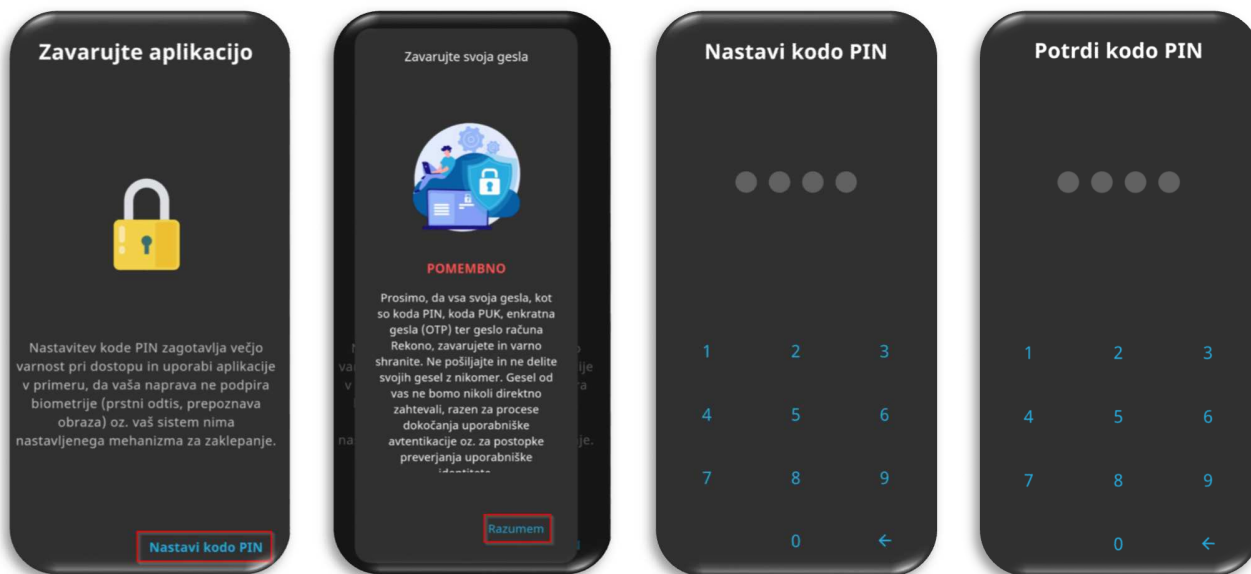 Zavarujte aplikacijo
Nastavitev kode PIN zagotavlja večjo
varnost pri dostopu in uporabi aplikacije
v primeru, da vaša naprava ne podpira
biometrije (prstni odtis, prepoznava
obraza) oz. vaš sistem nima
nastavljenega mehanizma za zaklepanje.
Nastavi kodo PIN
Zavarujte svoja gesla
POMEMBNO
Prosimo, da vsa svoja gesla, kot
so koda PIN, koda PUK, enkratna
gesla (OTP) ter geslo računa
Rekono, zavarujete in varno
shranite. Ne pošiljajte in ne delite
svojih gesel z nikomer. Gesel od
vas ne bomo nikoli direktno
zahtevali, razen za procese
dokočanja uporabniške
avtentikacije oz. za postopke
preverjanja uporabniške
identitete
Razumem
Nastavi kodo PIN
1 2 3
4 5 6
7 8 9
0 ←
Potrdi kodo PIN
1 2 3
4 5 6
7 8 9
0 ←